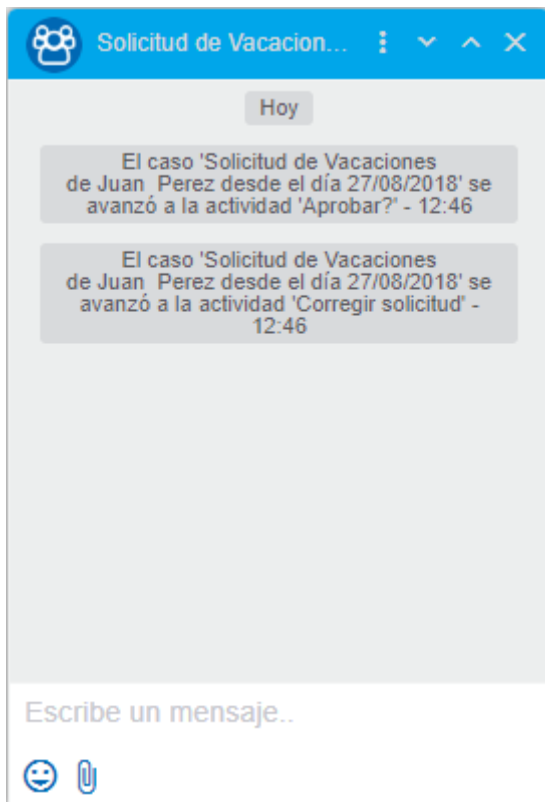 Solicitud de Vacacion...
Hoy
El caso 'Solicitud de Vacaciones
de Juan  Perez desde el día 27/08/2018' se
avanzó a la actividad 'Aprobar?' - 12:46
El caso 'Solicitud de Vacaciones
de Juan  Perez desde el día 27/08/2018' se
avanzó a la actividad 'Corregir solicitud' -
12:46
Escribe un mensaje..